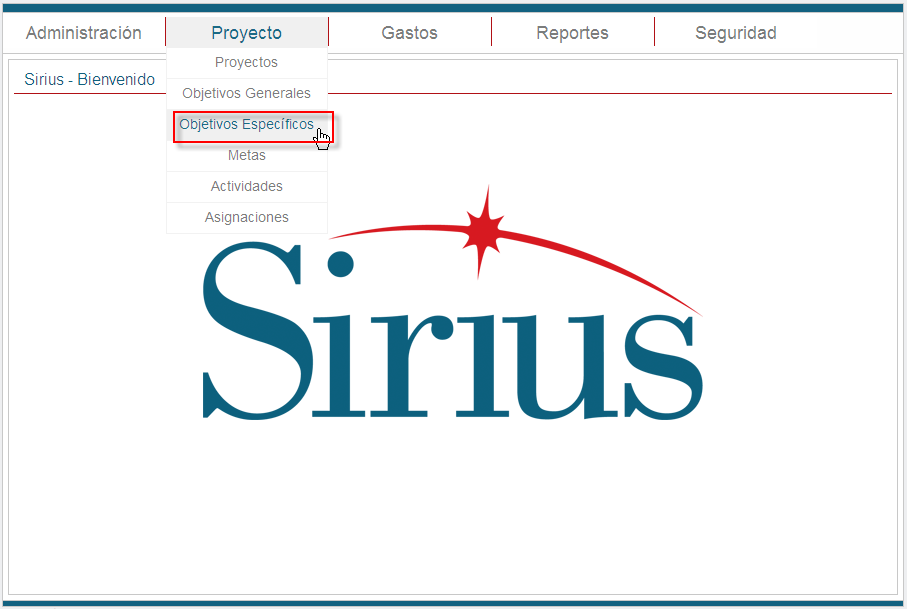 Administración
Proyecto
Gastos
Reportes
Seguridad
Proyectos
Objetivos Generales
Objetivos Específicos
Metas
Actividades
Asignaciones
Sirius - Bienvenido
Sirius